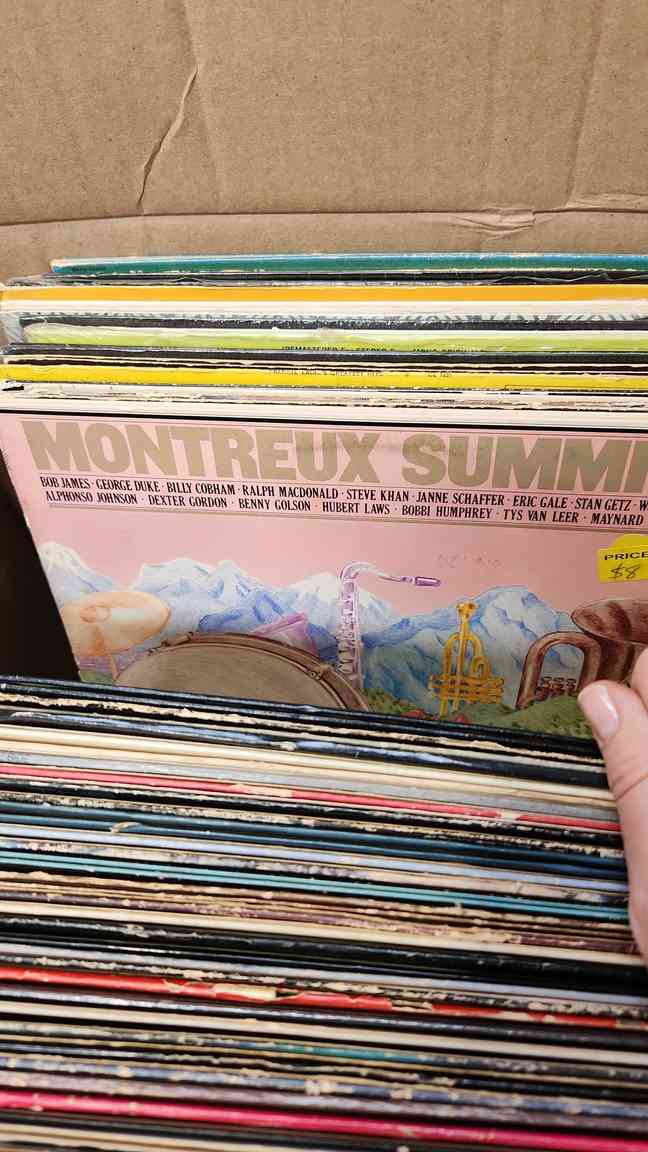 MONTREUX SUMMI
BOB JAMES · GEORGE DUKE · BILLY COBHAM · RALPH MACDONALD · STEVE KHAN · JANNE SCHAFFER · ERIC GALE · STAN GETZ · W
ALPHONSO JOHNSON · DEXTER GORDON · BENNY GOLSON · HUBERT LAWS · BOBBI HUMPHREY · TYS VAN LEER · MAYNARD
PRICE
$8